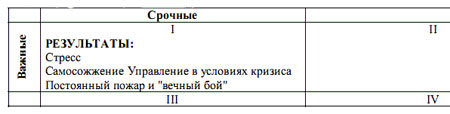 Срочные
I II
Важные
РЕЗУЛЬТАТЫ:
Стресс
Самосожжение Управление в условиях кризиса
Постоянный пожар и "вечный бой"
III IV